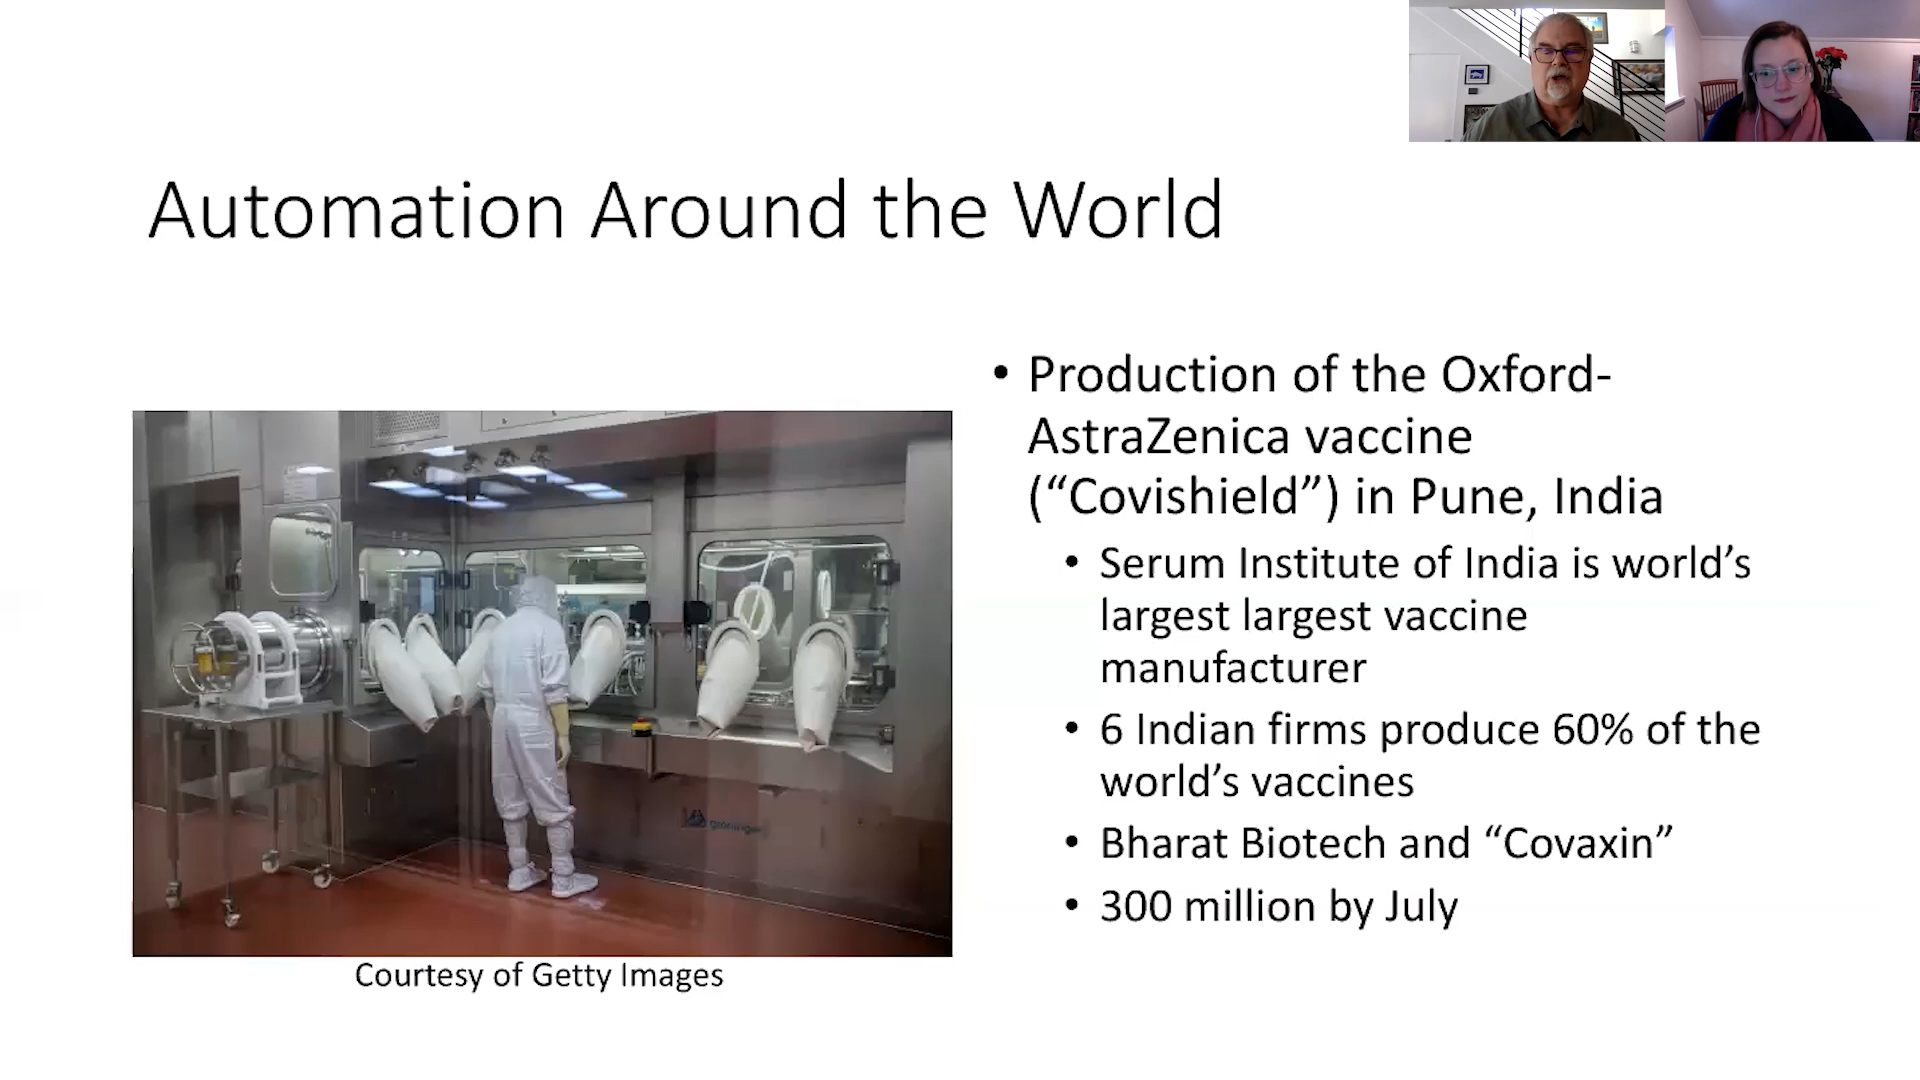 Automation Around the World
• Production of the Oxford-
AstraZenica vaccine
(“Covishield”) in Pune, India
• Serum Institute of India is world’s
largest largest vaccine
manufacturer
• 6 Indian firms produce 60% of the
world’s vaccines
• Bharat Biotech and “Covaxin”
• 300 million by July
groninger
Courtesy of Getty Images